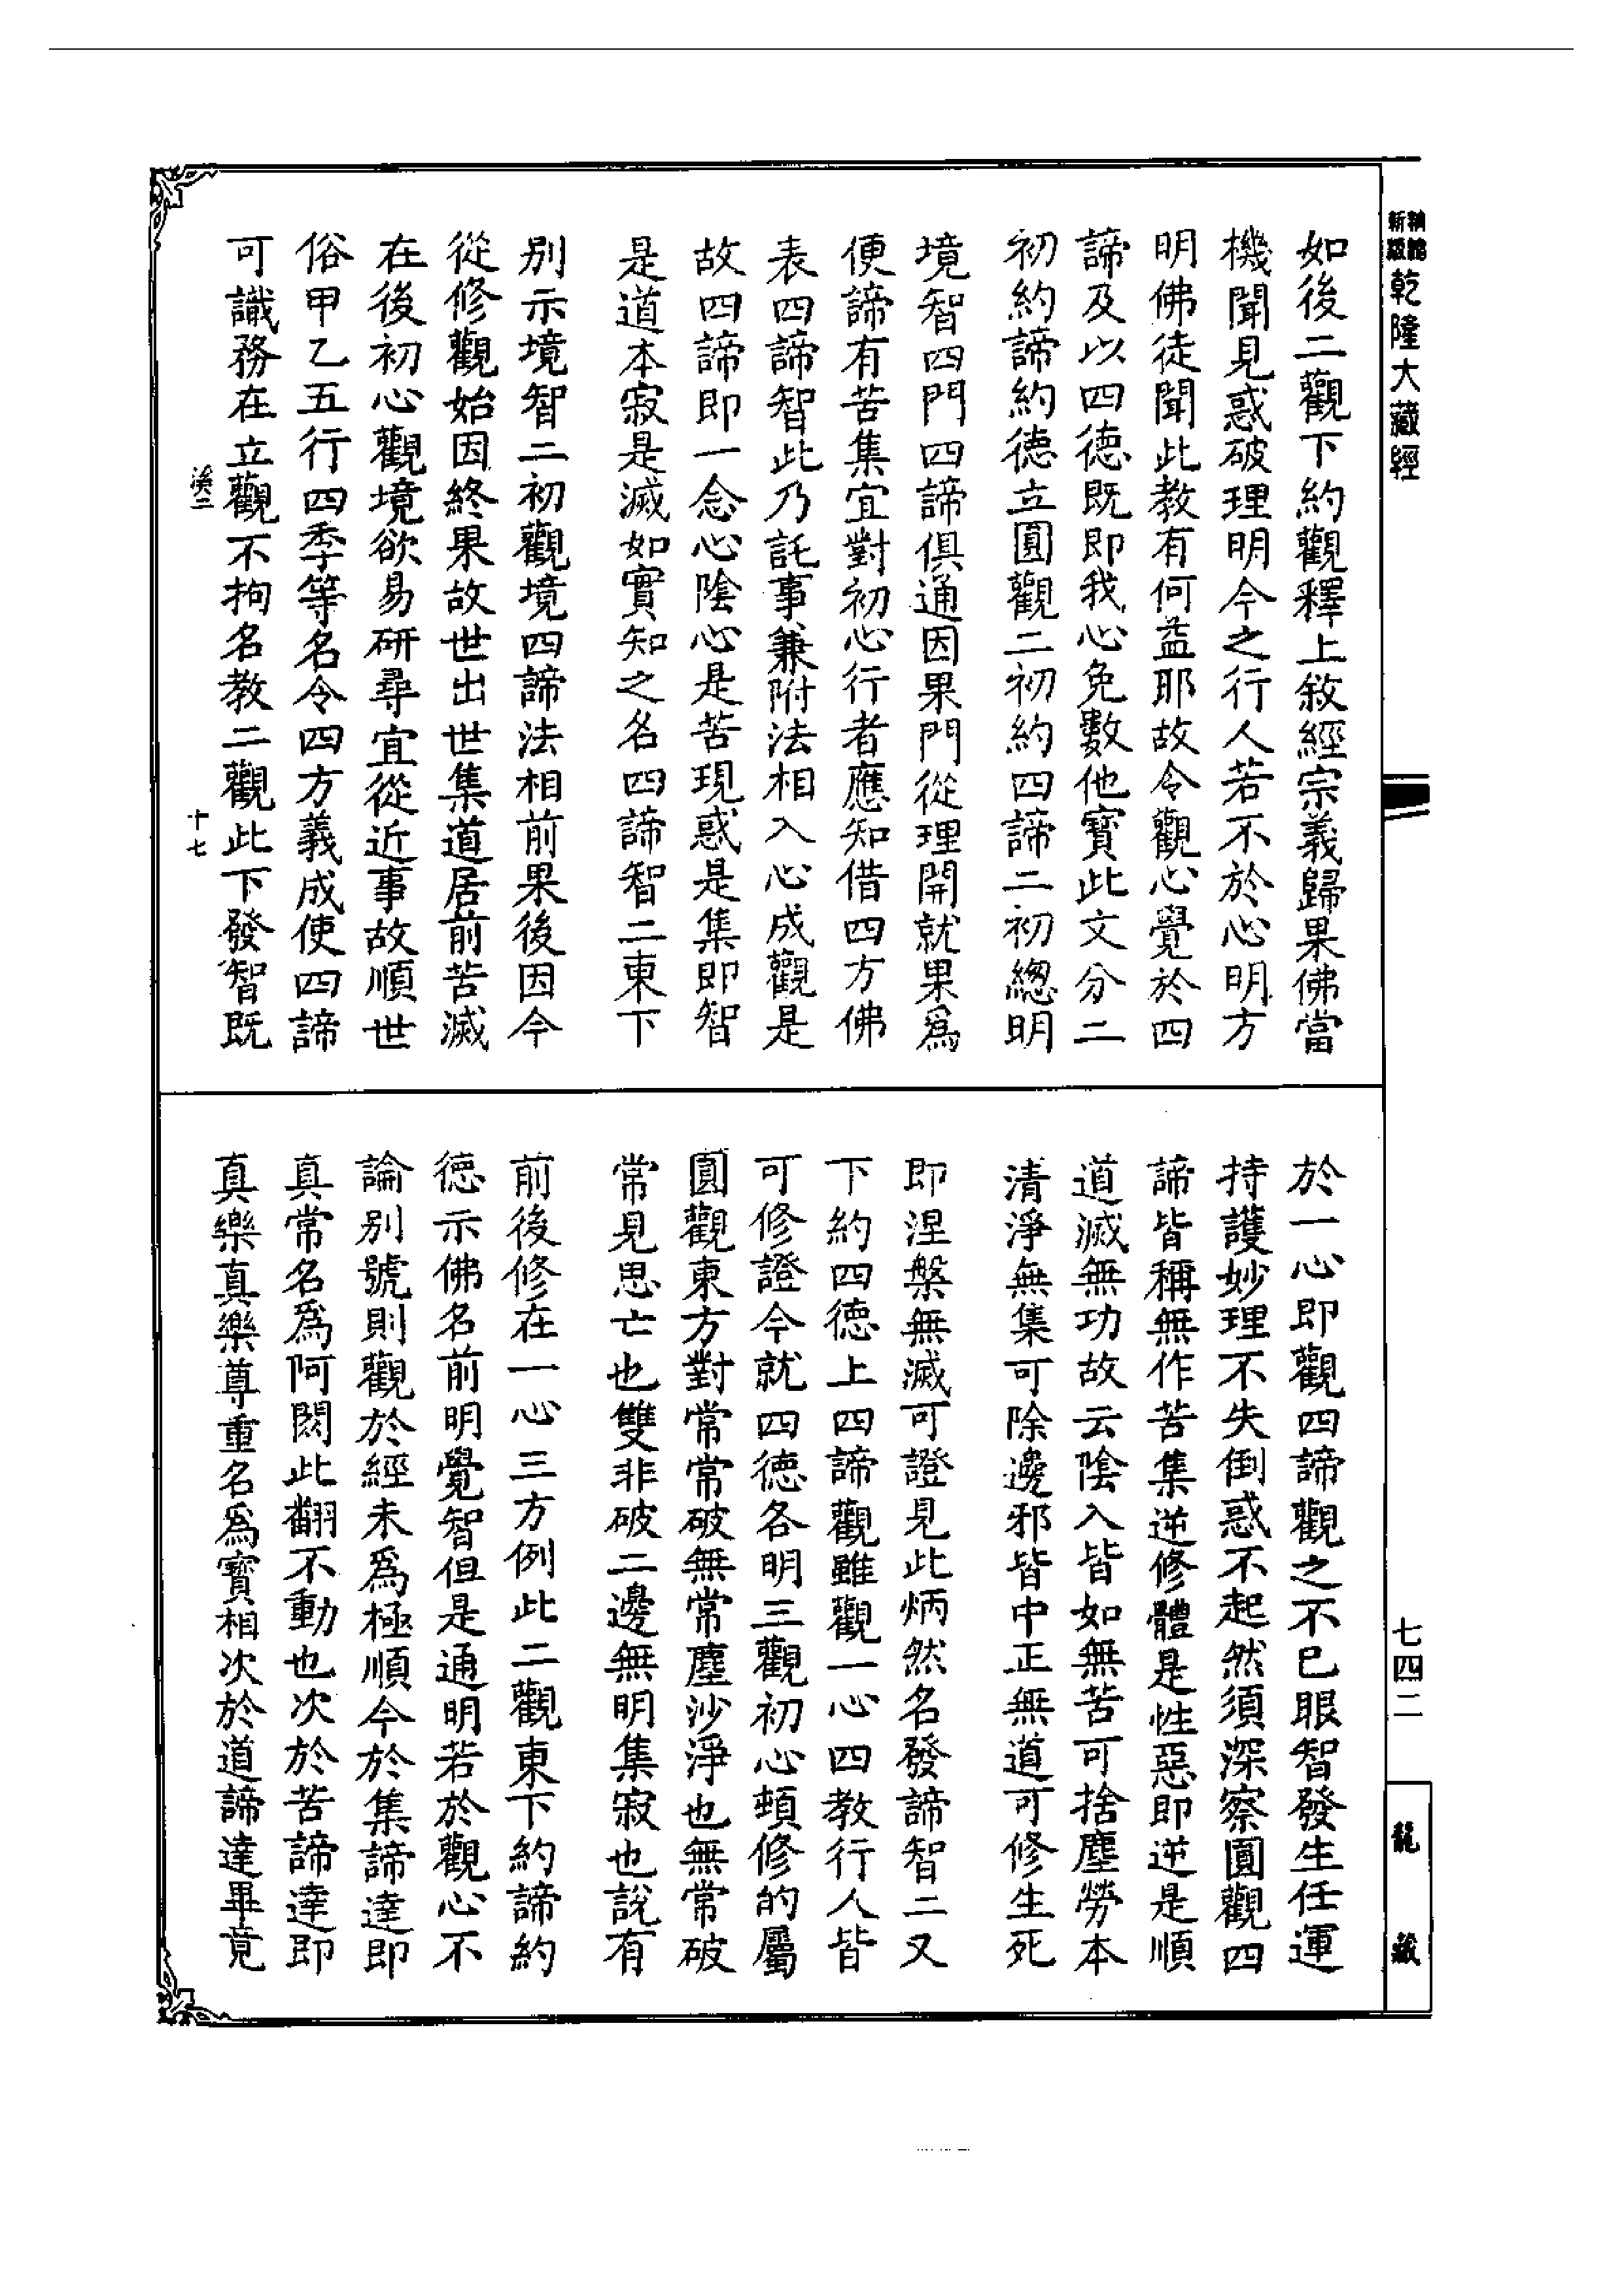 乾隆大藏經
如後二觀下約觀釋上敘經宗義歸果佛當
機聞見惑破理明今之行人若不於心明方
明佛徒聞此教有何益耶故令觀心覺於四
諦及以四德既即我心免數他寶此文分二
初約諦約德立圓觀二初約四諦二初總明
境智四門四諦俱通因果門從理開就果爲
便諦有苦集宜對初心行者應知借四方佛
表四諦智此乃託事兼附法相入心成觀是
故四諦即一念心陰心是苦現惑是集即智
是道本寂是滅如實知之名四諦智二東下
別示境智二初觀境四諦法相前果後因今
從修觀始因終果故世出世集道居前苦滅
在後初心觀境欲易研尋宜從近事故順世
俗甲乙五行四季等名令四方義成使四諦
可識務在立觀不拘名教二觀此下發智既
十七
於一心即觀四諦觀之不已眼智發生任運
持護妙理不失倒惑不起然須深察圓觀四
諦皆稱無作苦集逆修體是性惡即逆是順
道滅無功故云陰入皆如無苦可捨塵勞本
清淨無集可除邊邪皆中正無道可修生死
即涅槃無滅可證見此炳然名發諦智二又
下約四德上四諦觀雖觀一心四教行人皆
可修證今就四德各明三觀初心頓修的屬
圓觀東方對常常破無常塵沙淨也無常破
常見思亡也雙非破二邊無明集寂也說有
前後修在一心三方例此二觀東下約諦約
德示佛名前明覺智但是通明若於觀心不
論別號則觀於經未爲極順今於集諦達即
真常名爲阿閦此翻不動也次於苦諦達即
真樂真樂尊重名爲寶相次於道諦達畢竟
七四二
龍藏